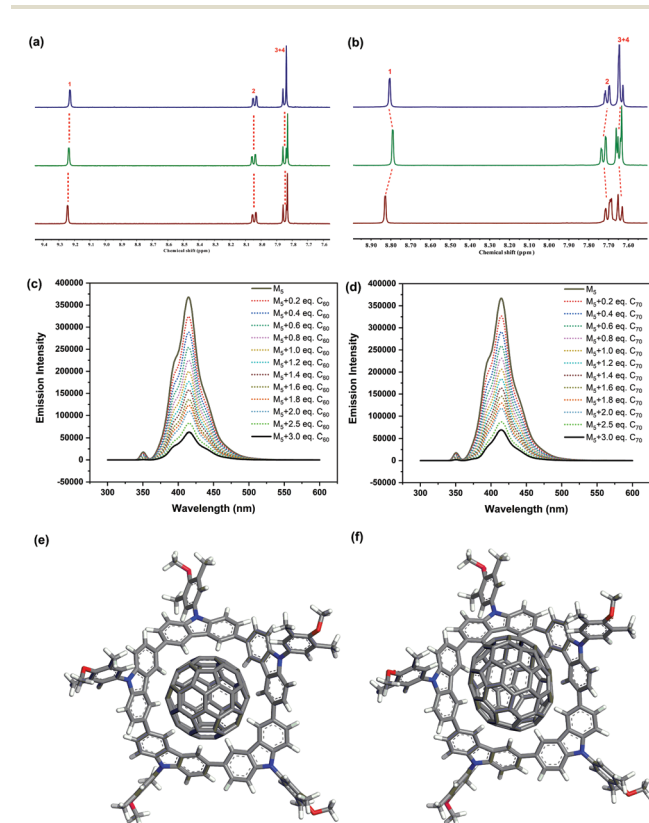 (a)
3+4
1
2
9.4 9.3 9.2 9.1 9.0 8.9 8.8 8.7 8.6 8.5 8.4 8.3 8.2 8.1 8.0 7.9 7.8 7.7 7.6
Chemical shift (ppm)
(b)
3+4
1
2
8.90 8.80 8.70 8.60 8.50 8.40 8.30 8.20 8.10 8.00 7.90 7.80 7.70 7.60
Chemical shift (ppm)
(c)
400000
350000
300000
250000
200000
150000
100000
50000
0
-50000
Emission Intensity
M₅
M₅+0.2 eq. C₆₀
M₅+0.4 eq. C₆₀
M₅+0.6 eq. C₆₀
M₅+0.8 eq. C₆₀
M₅+1.0 eq. C₆₀
M₅+1.2 eq. C₆₀
M₅+1.4 eq. C₆₀
M₅+1.6 eq. C₆₀
M₅+1.8 eq. C₆₀
M₅+2.0 eq. C₆₀
M₅+2.5 eq. C₆₀
M₅+3.0 eq. C₆₀
300 350 400 450 500 550 600
Wavelength (nm)
(d)
400000
350000
300000
250000
200000
150000
100000
50000
0
-50000
Emission Intensity
M₅
M₅+0.2 eq. C₇₀
M₅+0.4 eq. C₇₀
M₅+0.6 eq. C₇₀
M₅+0.8 eq. C₇₀
M₅+1.0 eq. C₇₀
M₅+1.2 eq. C₇₀
M₅+1.4 eq. C₇₀
M₅+1.6 eq. C₇₀
M₅+1.8 eq. C₇₀
M₅+2.0 eq. C₇₀
M₅+2.5 eq. C₇₀
M₅+3.0 eq. C₇₀
300 350 400 450 500 550 600
Wavelength (nm)
(e)
(f)